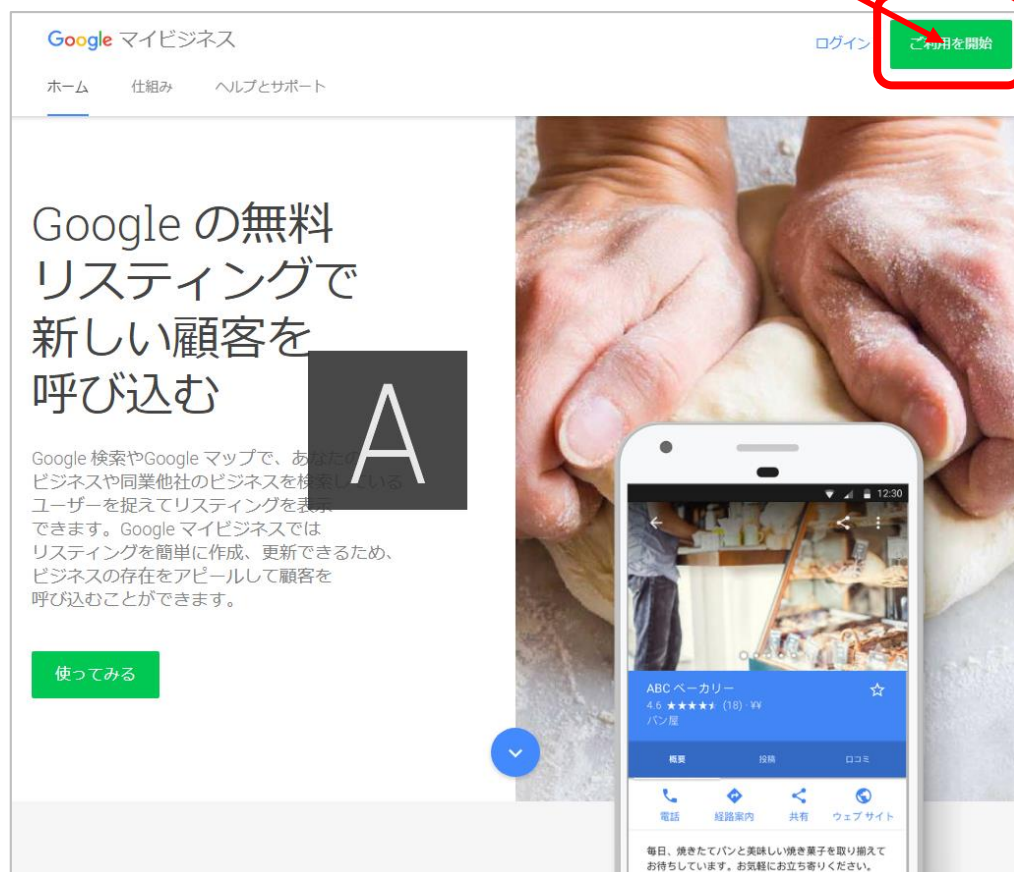 Google マイビジネス
ログイン
ご利用を開始
ホーム 仕組み ヘルプとサポート
Google の無料
リスティングで
新しい顧客を
呼び込む
A
Google 検索やGoogle マップで、あなたの
ビジネスや同業他社のビジネスを検索している
ユーザーを捉えてリスティングを表示
できます。Google マイビジネスでは
リスティングを簡単に作成、更新できるため、
ビジネスの存在をアピールして顧客を
呼び込むことができます。
使ってみる
12:30
ABC ベーカリー
4.6 ★★★★★ (18) · ¥¥
パン屋
概要 投稿 口コミ
電話 経路案内 共有 ウェブ サイト
毎日、焼きたてパンと美味しい焼き菓子を取り揃えて
お待ちしています。お気軽にお立ち寄りください。